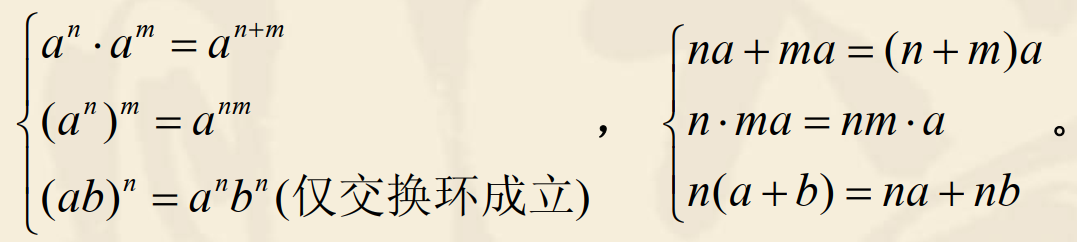 aⁿ · aᵐ = aⁿ⁺ᵐ
(aⁿ)ᵐ = aⁿᵐ
(ab)ⁿ = aⁿbⁿ(仅交换环成立)
，
na + ma = (n + m)a
n · ma = nm · a
n(a + b) = na + nb
。